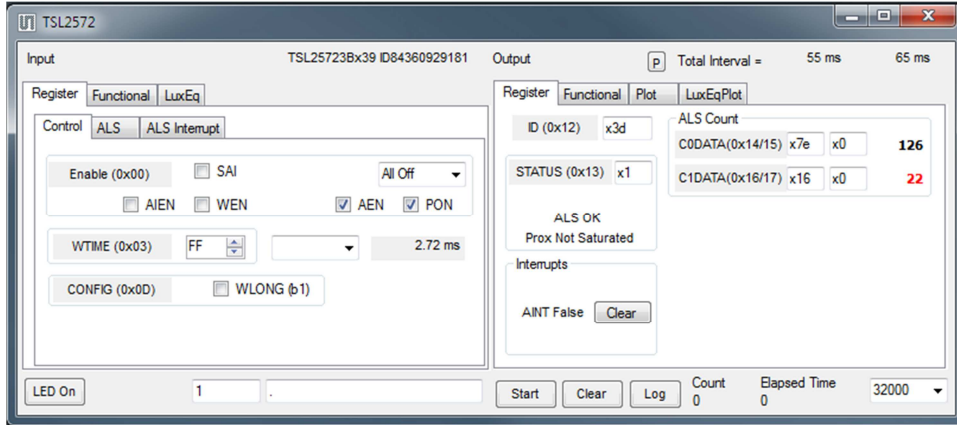 TSL2572
Input
TSL25723Bx39 ID84360929181
Output
P
Total Interval =
55 ms
65 ms
Register
Functional
LuxEq
Control
ALS
ALS Interrupt
Enable (0x00)
SAI
All Off
AIEN
WEN
AEN
PON
WTIME (0x03)
FF
2.72 ms
CONFIG (0x0D)
WLONG (b1)
Register
Functional
Plot
LuxEqPlot
ID (0x12)
x3d
STATUS (0x13)
x1
ALS OK
Prox Not Saturated
Interrupts
AINT False
Clear
ALS Count
C0DATA(0x14/15)
x7e
x0
126
C1DATA(0x16/17)
x16
x0
22
LED On
1
.
Start
Clear
Log
Count
0
Elapsed Time
0
32000